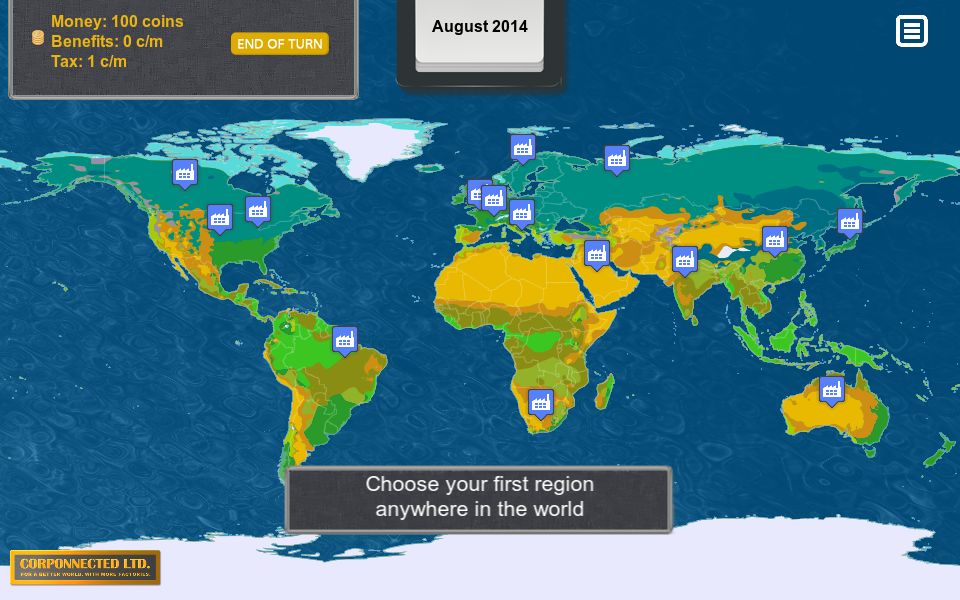 Money: 100 coins
Benefits: 0 c/m
Tax: 1 c/m
END OF TURN
August 2014
Choose your first region
anywhere in the world
CORPONNECTED LTD.
FOR A BETTER WORLD. WITH MORE FACTORIES.